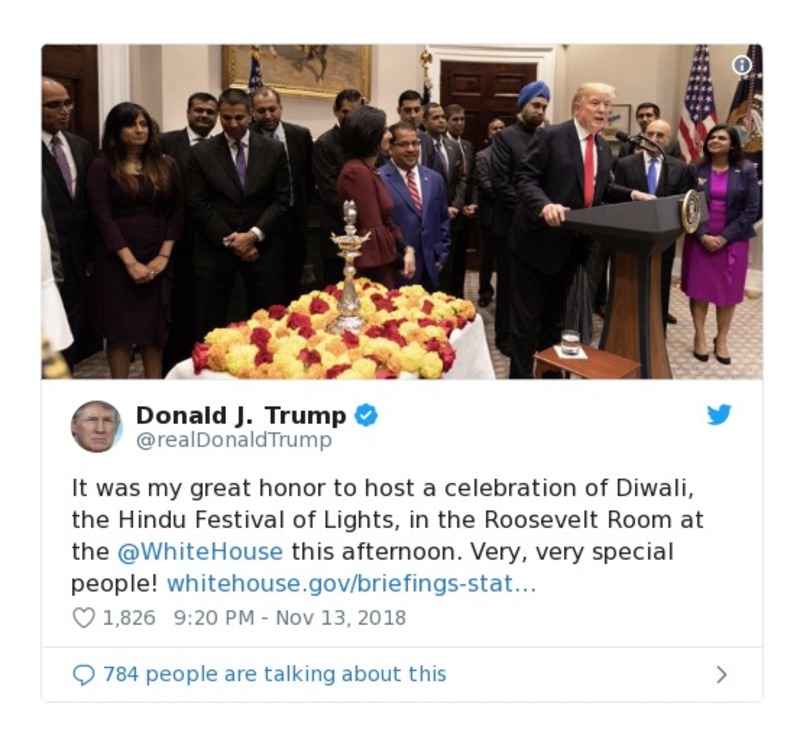 Donald J. Trump
@realDonaldTrump
It was my great honor to host a celebration of Diwali,
the Hindu Festival of Lights, in the Roosevelt Room at
the @WhiteHouse this afternoon. Very, very special
people! whitehouse.gov/briefings-stat…
1,826 9:20 PM - Nov 13, 2018
784 people are talking about this